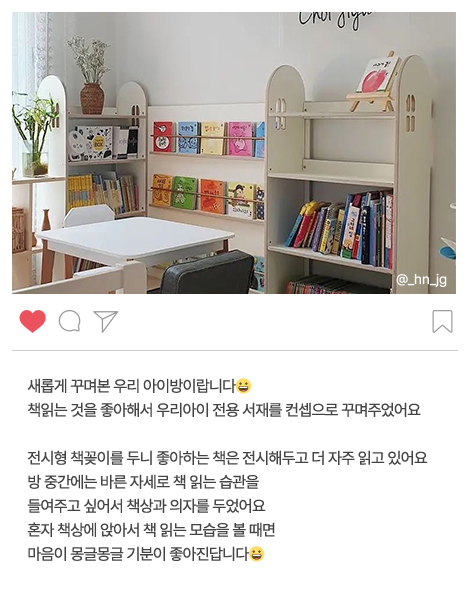 Choi Jiyu
@_hn_jg
새롭게 꾸며본 우리 아이방이랍니다😀
책읽는 것을 좋아해서 우리아이 전용 서재를 컨셉으로 꾸며주었어요
전시형 책꽂이를 두니 좋아하는 책은 전시해두고 더 자주 읽고 있어요
방 중간에는 바른 자세로 책 읽는 습관을
들여주고 싶어서 책상과 의자를 두었어요
혼자 책상에 앉아서 책 읽는 모습을 볼 때면
마음이 몽글몽글 기분이 좋아진답니다😀